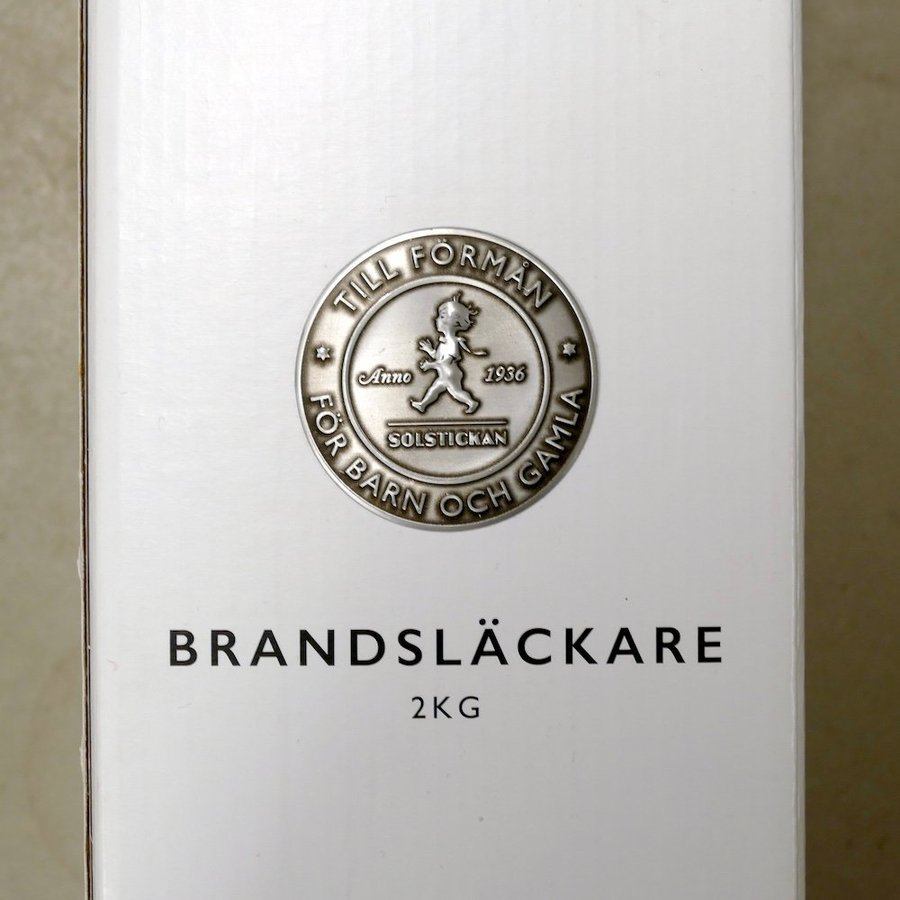 TILL FÖRMÅN
Anno 1936
SOLSTICKAN
FÖR BARN OCH GAMLA
BRANDSLÄCKARE
2KG